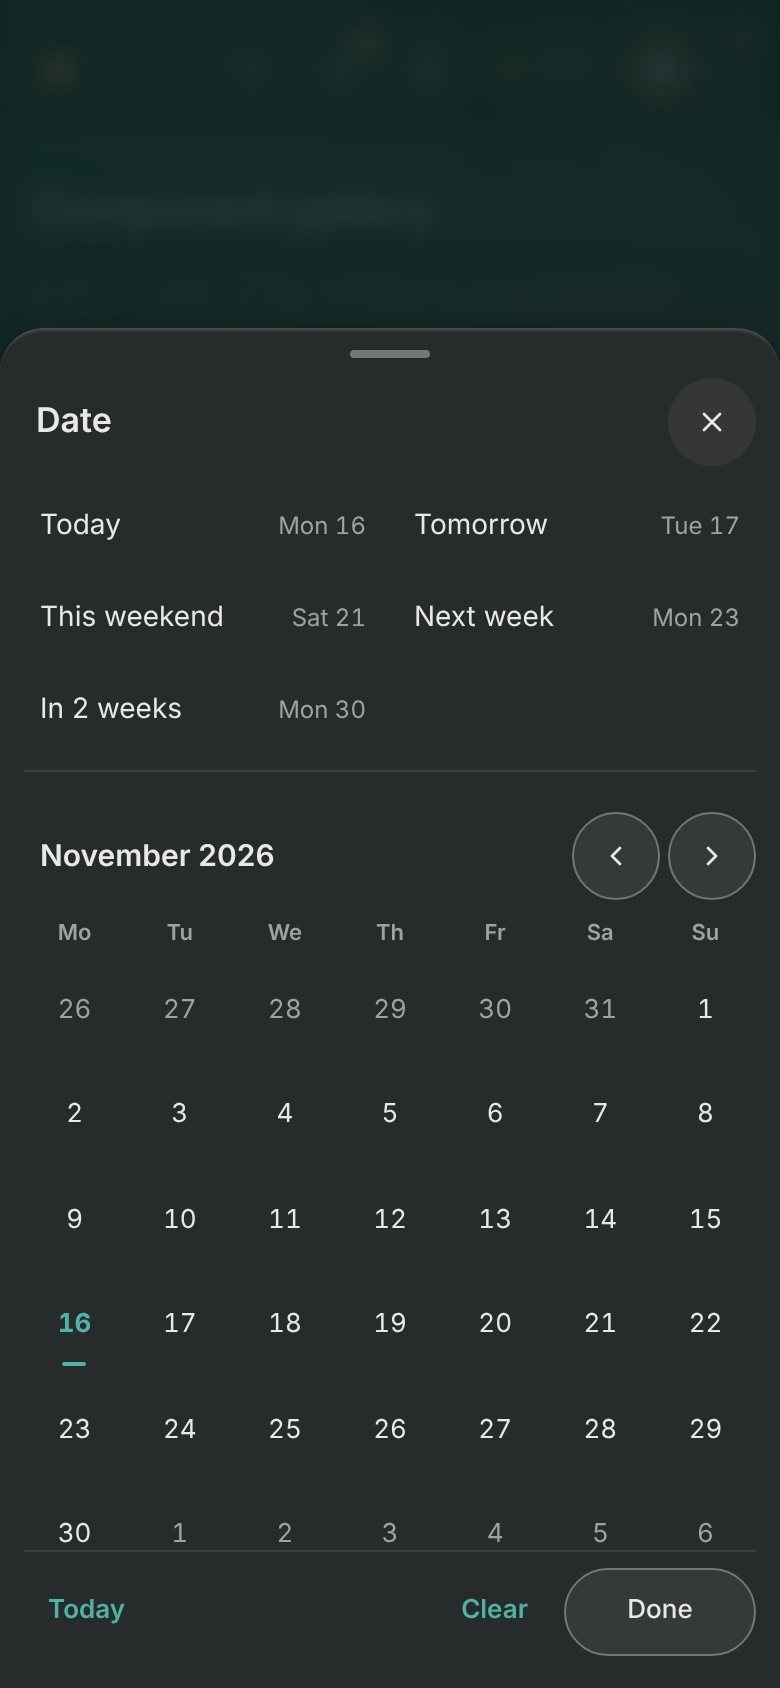 Date
Today Mon 16 Tomorrow Tue 17
This weekend Sat 21 Next week Mon 23
In 2 weeks Mon 30
November 2026
Mo Tu We Th Fr Sa Su
26 27 28 29 30 31 1
2 3 4 5 6 7 8
9 10 11 12 13 14 15
16 17 18 19 20 21 22
23 24 25 26 27 28 29
30 1 2 3 4 5 6
Today Clear Done